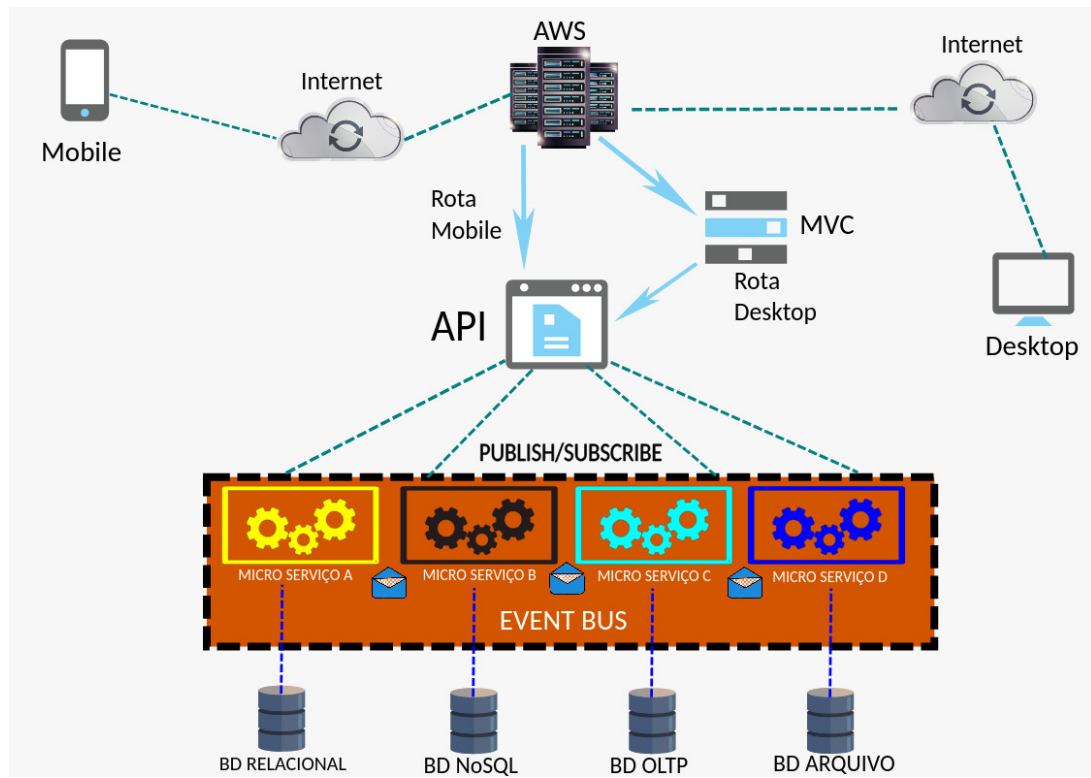 AWS
Internet
Internet
Mobile
Rota
Mobile
MVC
Rota
Desktop
API
Desktop
PUBLISH/SUBSCRIBE
MICRO SERVIÇO A
MICRO SERVIÇO B
MICRO SERVIÇO C
MICRO SERVIÇO D
EVENT BUS
BD RELACIONAL
BD NoSQL
BD OLTP
BD ARQUIVO